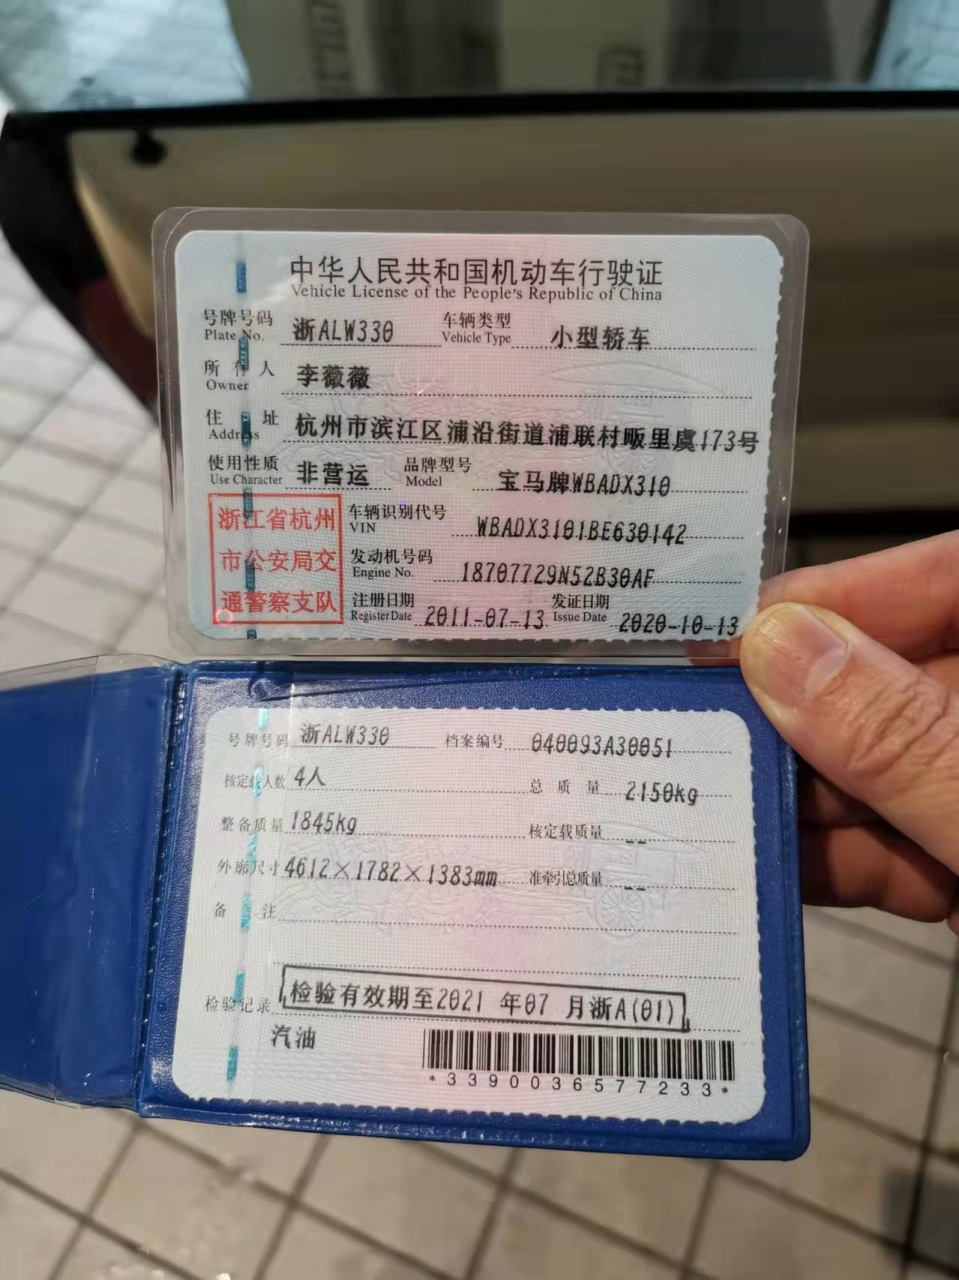 中华人民共和国机动车行驶证
Vehicle License of the People's Republic of China
号牌号码 浙ALW330 车辆类型 小型轿车
Plate No. Vehicle Type
所有人 李薇薇
Owner
住址 杭州市滨江区浦沿街道浦联村畈里虞173号
Address
使用性质 非营运 品牌型号 宝马牌WBADX310
Use Character Model
浙江省杭州
市公安局交
通警察支队
车辆识别代号 WBADX3101BE630142
VIN
发动机号码 18707729N52B30AF
Engine No.
注册日期 2011-07-13 发证日期 2020-10-13
Register Date Issue Date
号牌号码 浙ALW330 档案编号 040093A30051
核定载人数 4人 总质量 2150kg
整备质量 1845kg 核定载质量 --
外廓尺寸 4612×1782×1383mm 准牵引总质量 --
备注
检验记录 检验有效期至2021 年07 月浙A(01)
汽油
*3390036577233*